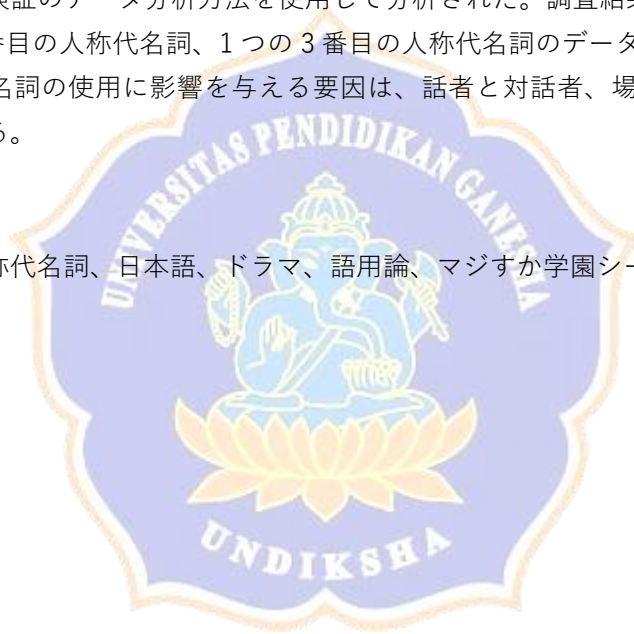 検証のデータ分析方法を使用して分析された。調査結果
番目の人称代名詞、1 つの 3 番目の人称代名詞のデータ
名詞の使用に影響を与える要因は、話者と対話者、場
る。
称代名詞、日本語、ドラマ、語用論、マジすか学園シー
UNIVERSITAS PENDIDIKAN GANESHA
UNDIKSHA